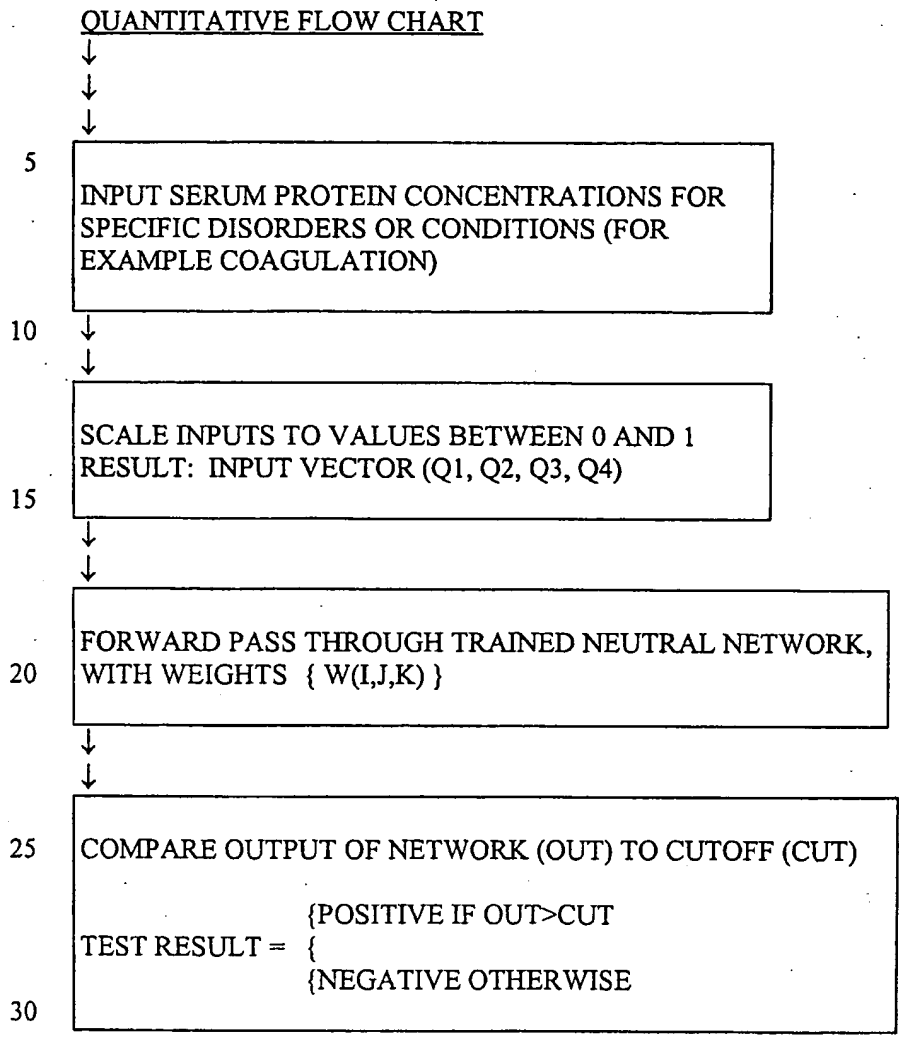 QUANTITATIVE FLOW CHART
↓
↓
↓
5
INPUT SERUM PROTEIN CONCENTRATIONS FOR
SPECIFIC DISORDERS OR CONDITIONS (FOR
EXAMPLE COAGULATION)
10 ↓
↓
SCALE INPUTS TO VALUES BETWEEN 0 AND 1
RESULT: INPUT VECTOR (Q1, Q2, Q3, Q4)
15
↓
↓
FORWARD PASS THROUGH TRAINED NEUTRAL NETWORK,
20 WITH WEIGHTS { W(I,J,K) }
↓
↓
25 COMPARE OUTPUT OF NETWORK (OUT) TO CUTOFF (CUT)
{POSITIVE IF OUT>CUT
TEST RESULT = {
{NEGATIVE OTHERWISE
30